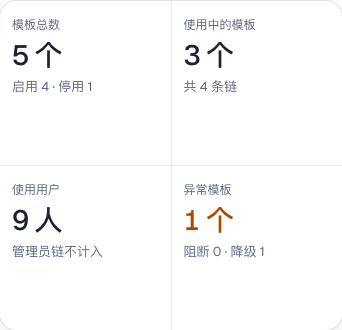 模板总数
5 个
启用 4 · 停用 1
使用中的模板
3 个
共 4 条链
使用用户
9 人
管理员链不计入
异常模板
1 个
阻断 0 · 降级 1